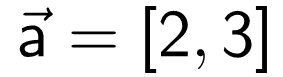 a⃗ = [2, 3]